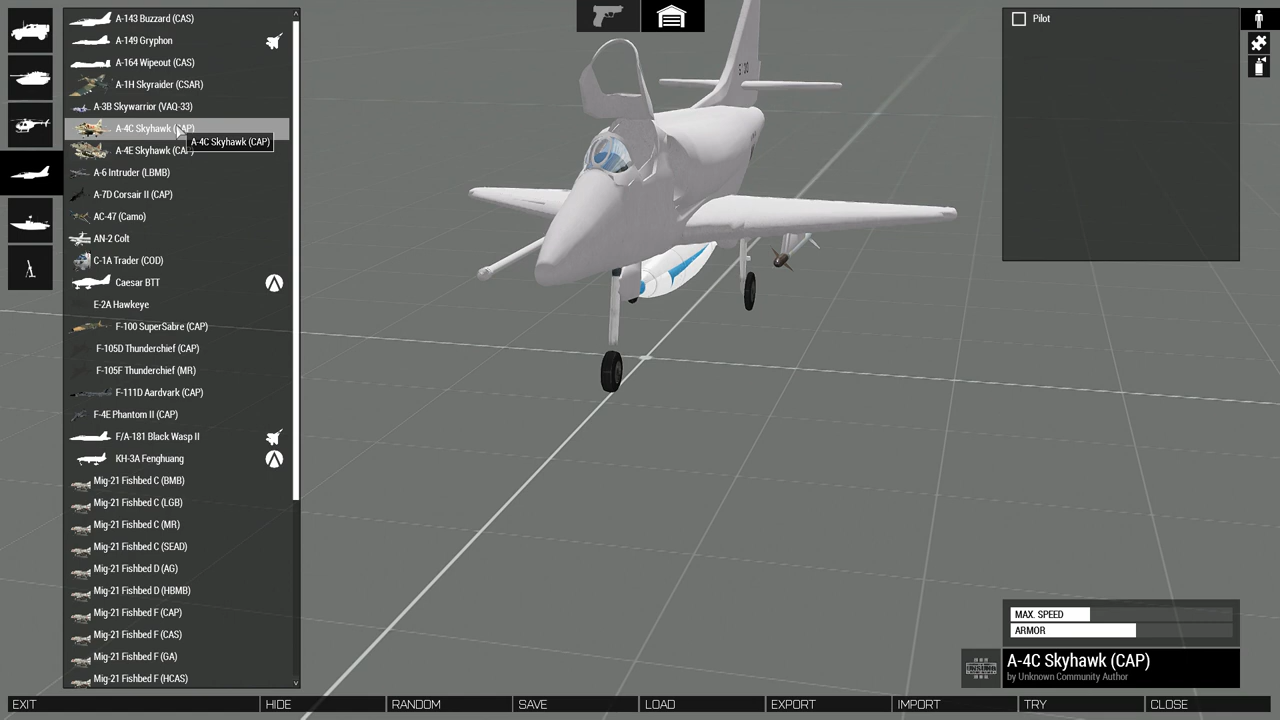 A-143 Buzzard (CAS)
A-149 Gryphon
A-164 Wipeout (CAS)
A-1H Skyraider (CSAR)
A-3B Skywarrior (VAQ-33)
A-4C Skyhawk (CAP)
A-4C Skyhawk (CAP)
A-4E Skyhawk (CAP)
A-6 Intruder (LBMB)
A-7D Corsair II (CAP)
AC-47 (Camo)
AN-2 Colt
C-1A Trader (COD)
Caesar BTT
E-2A Hawkeye
F-100 SuperSabre (CAP)
F-105D Thunderchief (CAP)
F-105F Thunderchief (MR)
F-111D Aardvark (CAP)
F-4E Phantom II (CAP)
F/A-181 Black Wasp II
KH-3A Fenghuang
Mig-21 Fishbed C (BMB)
Mig-21 Fishbed C (LGB)
Mig-21 Fishbed C (MR)
Mig-21 Fishbed C (SEAD)
Mig-21 Fishbed D (AG)
Mig-21 Fishbed D (HBMB)
Mig-21 Fishbed F (CAP)
Mig-21 Fishbed F (CAS)
Mig-21 Fishbed F (GA)
Mig-21 Fishbed F (HCAS)
Pilot
MAX. SPEED
ARMOR
A-4C Skyhawk (CAP)
by Unknown Community Author
EXIT
HIDE
RANDOM
SAVE
LOAD
EXPORT
IMPORT
TRY
CLOSE